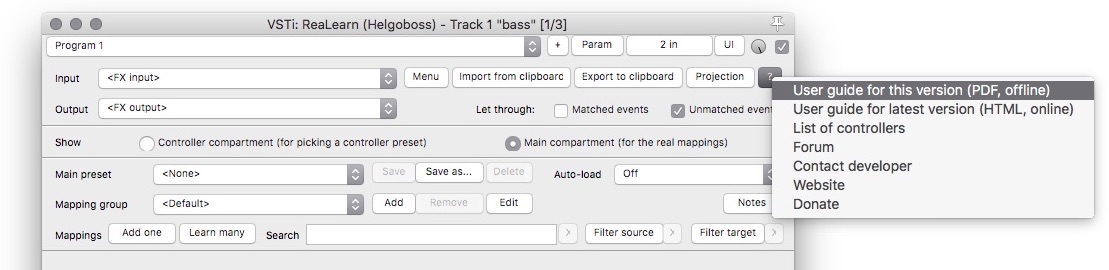 VSTi: ReaLearn (Helgoboss) - Track 1 "bass" [1/3]
Program 1 + Param 2 in UI
Input <FX input> Menu Import from clipboard Export to clipboard Projection ?
Output <FX output> Let through: Matched events Unmatched event
Show Controller compartment (for picking a controller preset) Main compartment (for the real mappings)
Main preset <None> Save Save as... Delete Auto-load Off
Mapping group <Default> Add Remove Edit Notes
Mappings Add one Learn many Search > Filter source > Filter target >
User guide for this version (PDF, offline)
User guide for latest version (HTML, online)
List of controllers
Forum
Contact developer
Website
Donate